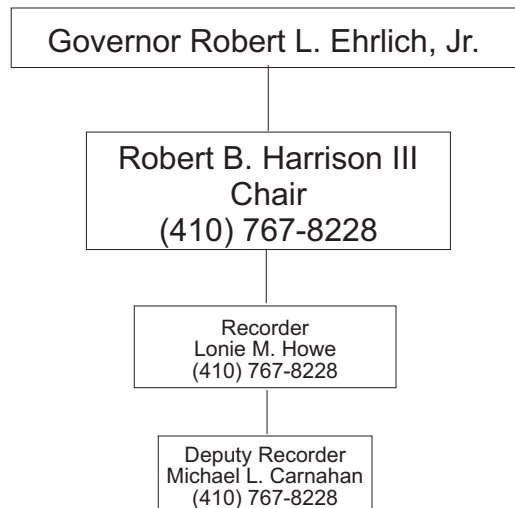 Governor Robert L. Ehrlich, Jr.
Robert B. Harrison III
Chair
(410) 767-8228
Recorder
Lonie M. Howe
(410) 767-8228
Deputy Recorder
Michael L. Carnahan
(410) 767-8228